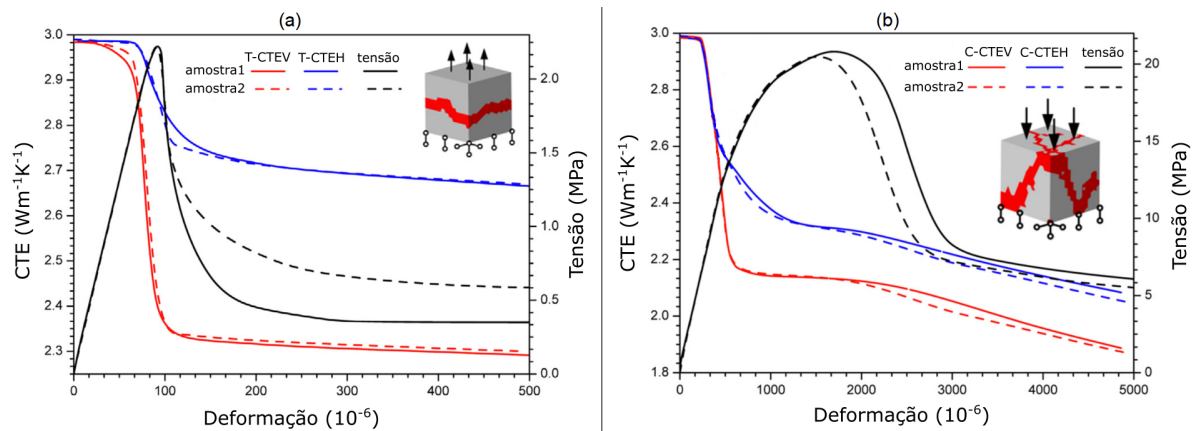 (a)
T-CTEV T-CTEH tensão
amostra1
amostra2
3.0
2.9
2.8
2.7
2.6
2.5
2.4
2.3
CTE (Wm-1K-1)
0 100 200 300 400 500
Deformação (10-6)
2.0
1.5
1.0
0.5
0.0
Tensão (MPa)
(b)
C-CTEV C-CTEH tensão
amostra1
amostra2
3.0
2.8
2.6
2.4
2.2
2.0
1.8
CTE (Wm-1K-1)
0 1000 2000 3000 4000 5000
Deformação (10-6)
20
15
10
5
0
Tensão (MPa)